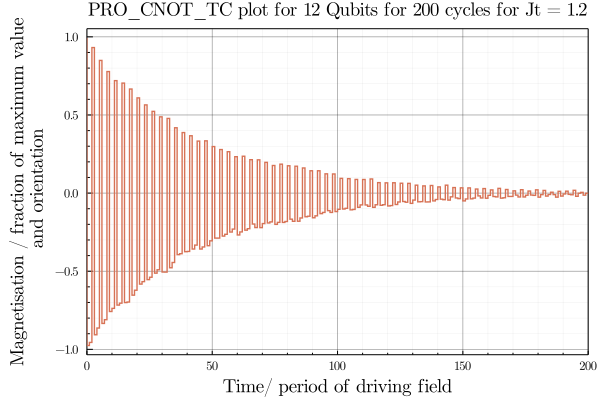 PRO_CNOT_TC plot for 12 Qubits for 200 cycles for Jt = 1.2
Magnetisation / fraction of maximum value
and orientation
1.0
0.5
0.0
−0.5
−1.0
0 50 100 150 200
Time/ period of driving field